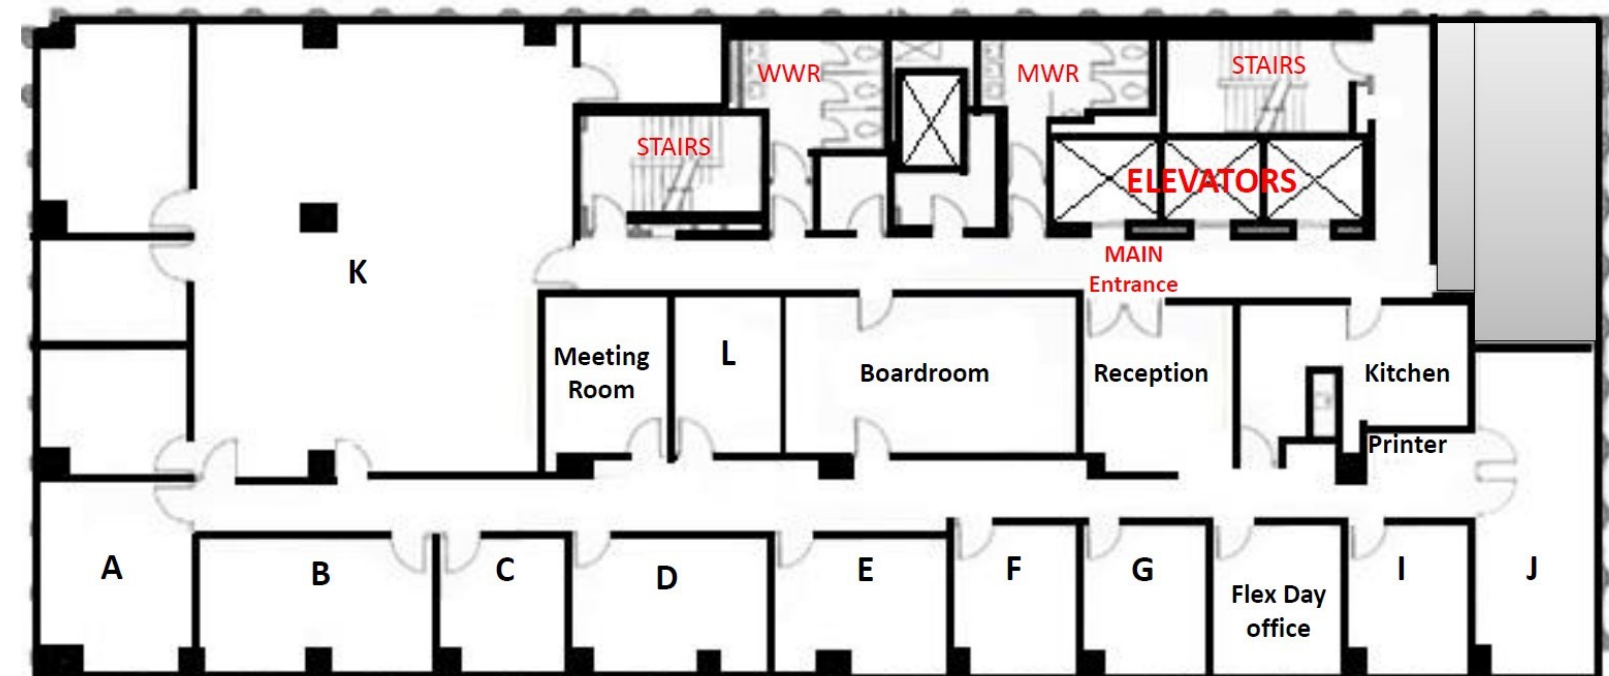 WWR
MWR
STAIRS
STAIRS
ELEVATORS
MAIN
Entrance
K
Meeting
Room
L
Boardroom
Reception
Kitchen
Printer
A
B
C
D
E
F
G
Flex Day
office
I
J